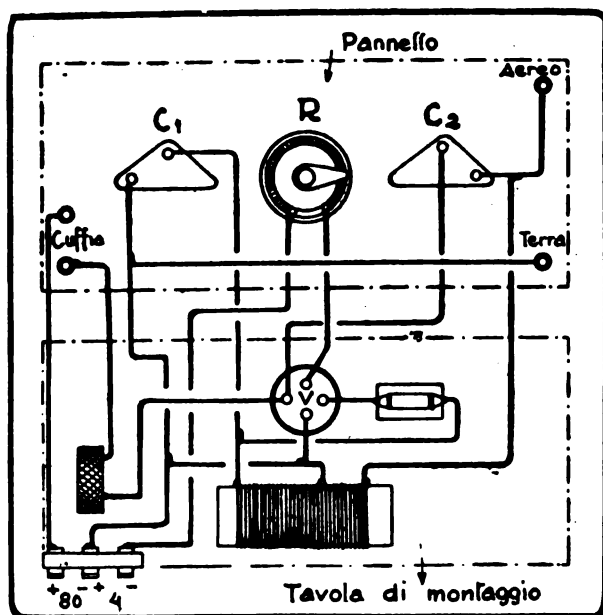 Pannello
Aereo
C1
R
C2
Cuffia
Terra
V
+ 80 - + 4 -
Tavola di montaggio